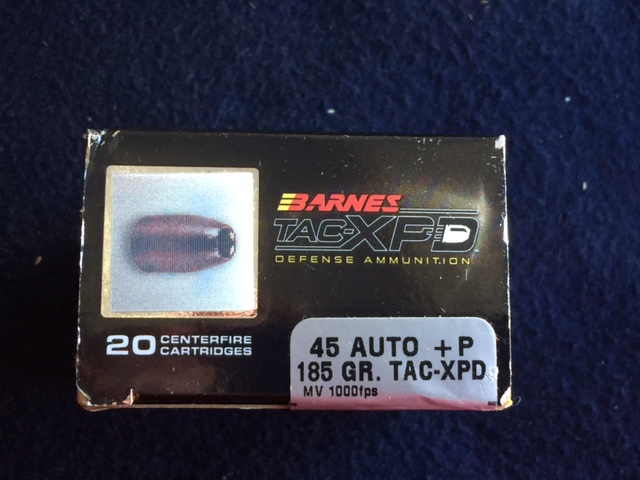 BARNES
TAC-XPD
DEFENSE AMMUNITION
20 CENTERFIRE
CARTRIDGES
45 AUTO +P
185 GR. TAC-XPD
MV 1000fps